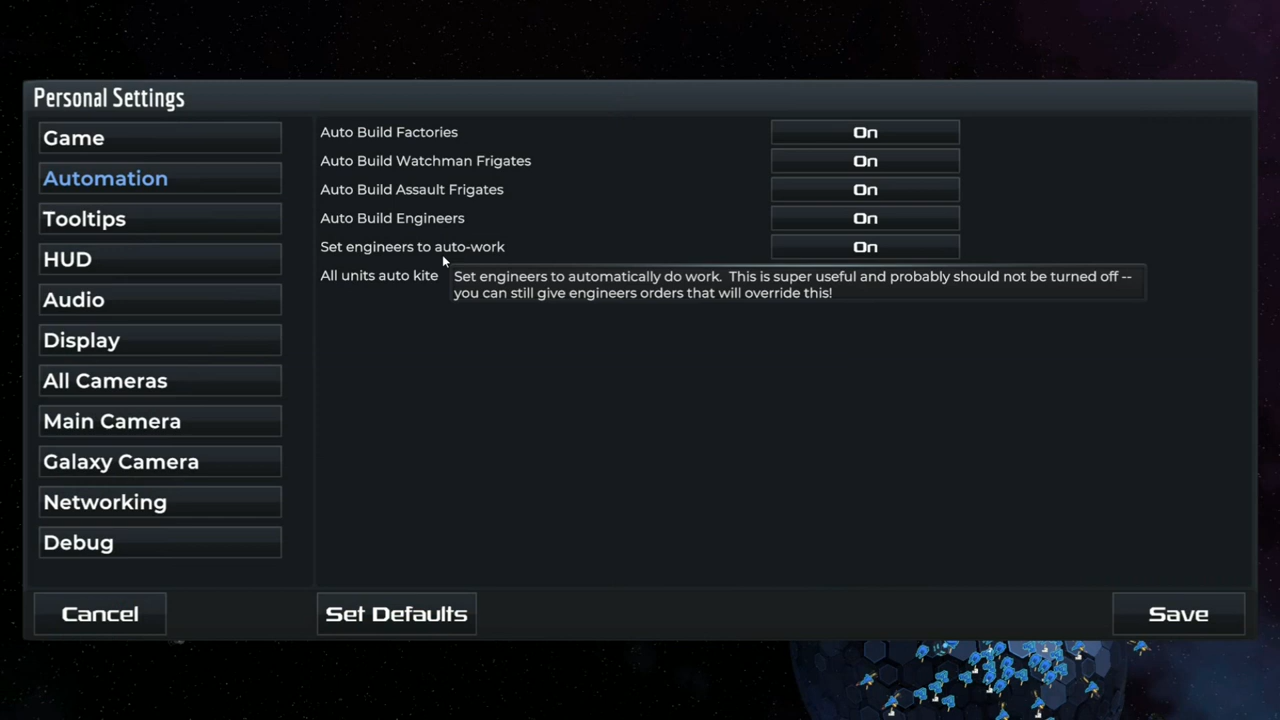 Personal Settings
Game
Automation
Tooltips
HUD
Audio
Display
All Cameras
Main Camera
Galaxy Camera
Networking
Debug
Auto Build Factories On
Auto Build Watchman Frigates On
Auto Build Assault Frigates On
Auto Build Engineers On
Set engineers to auto-work On
All units auto kite
Set engineers to automatically do work. This is super useful and probably should not be turned off --
you can still give engineers orders that will override this!
Cancel
Set Defaults
Save